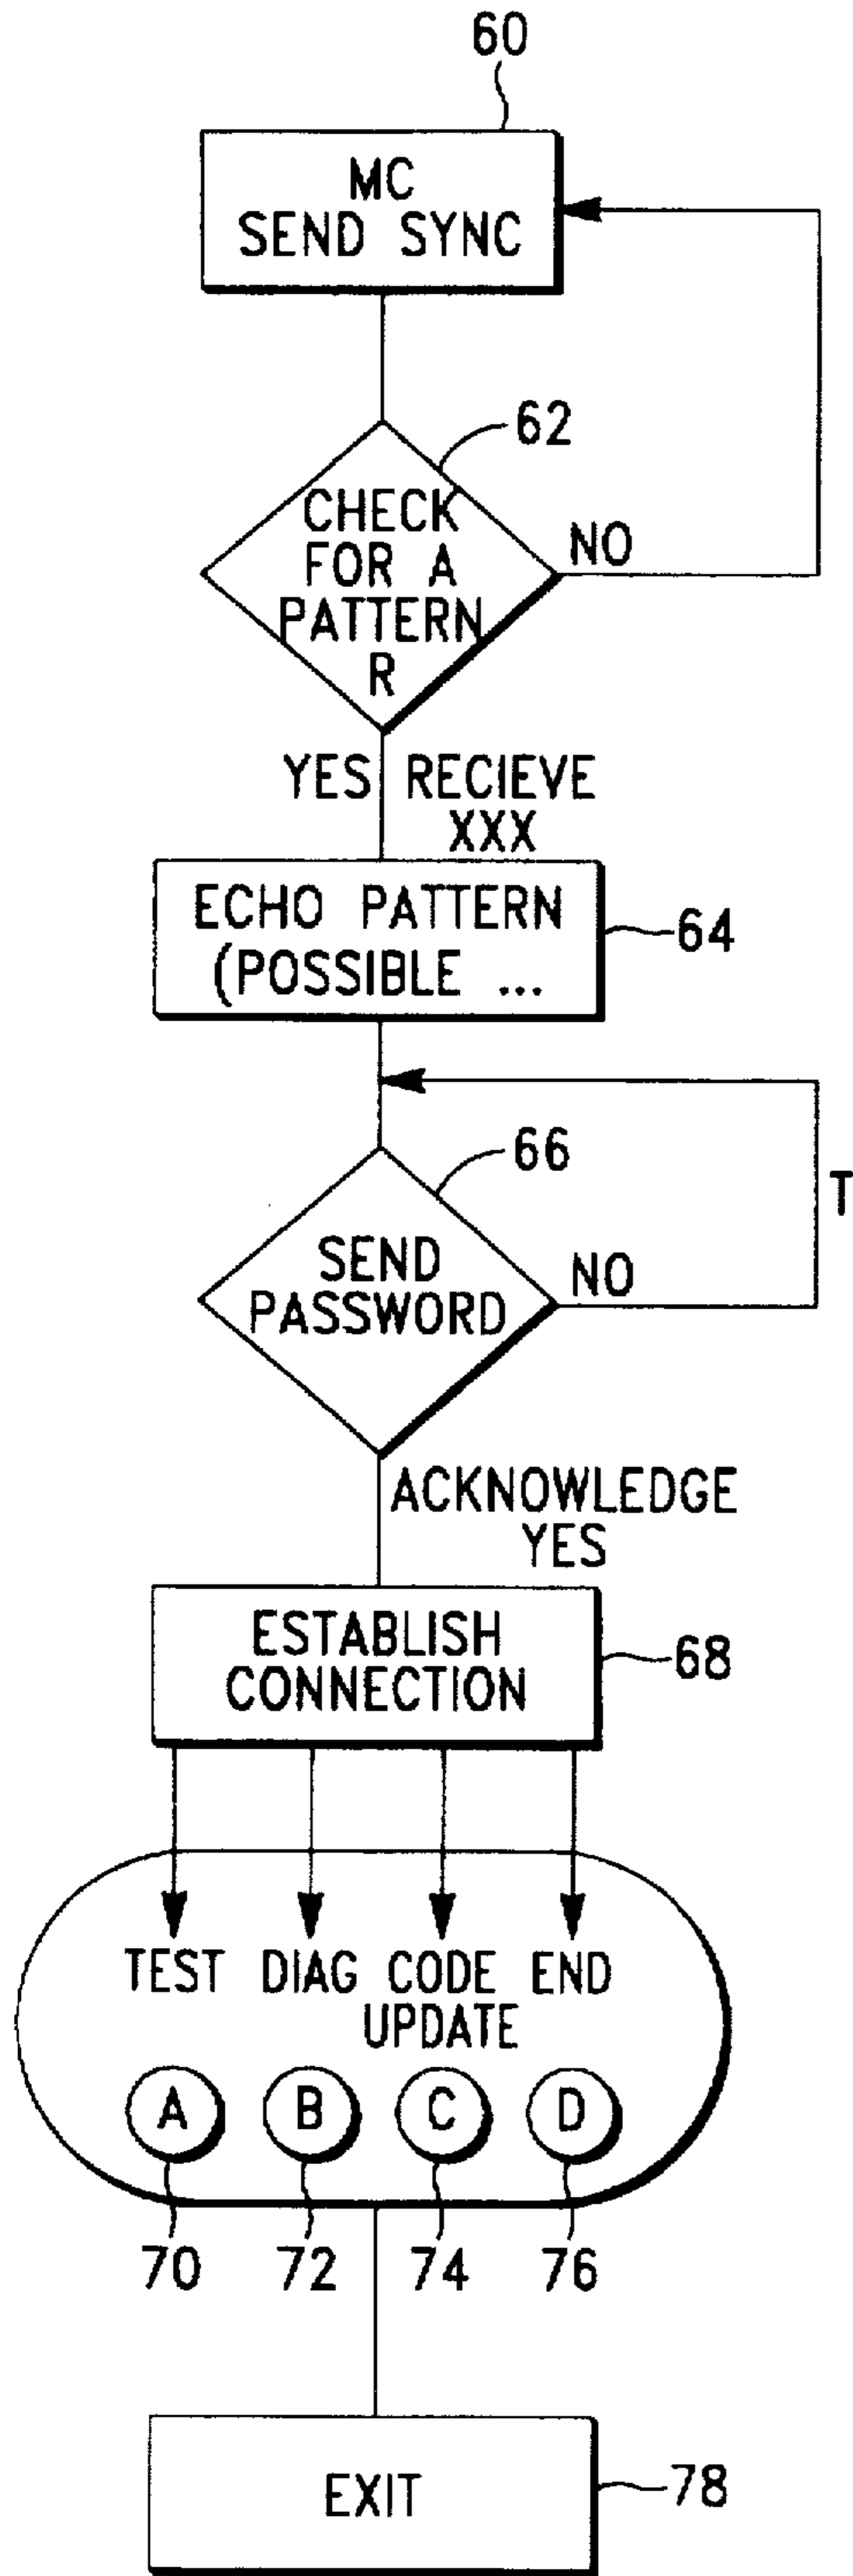 60
MC
SEND SYNC
62
CHECK
FOR A
PATTERN
R
NO
YES RECIEVE
XXX
ECHO PATTERN
(POSSIBLE ...
64
66
SEND
PASSWORD
NO
T
ACKNOWLEDGE
YES
ESTABLISH
CONNECTION
68
TEST DIAG CODE END
UPDATE
A B C D
70 72 74 76
EXIT
78